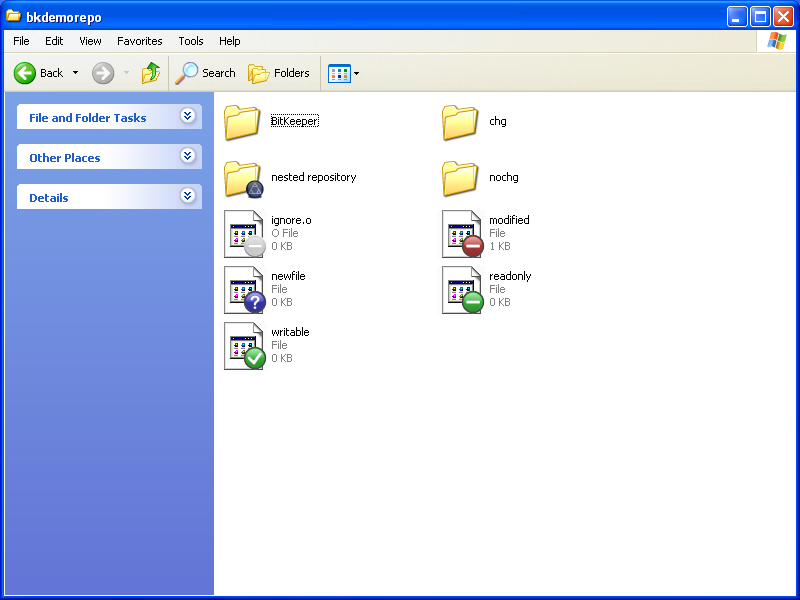 bkdemorepo
File Edit View Favorites Tools Help
Back Search Folders
File and Folder Tasks
Other Places
Details
BitKeeper
chg
nested repository
nochg
ignore.o
O File
0 KB
modified
File
1 KB
newfile
File
0 KB
readonly
File
0 KB
writable
File
0 KB